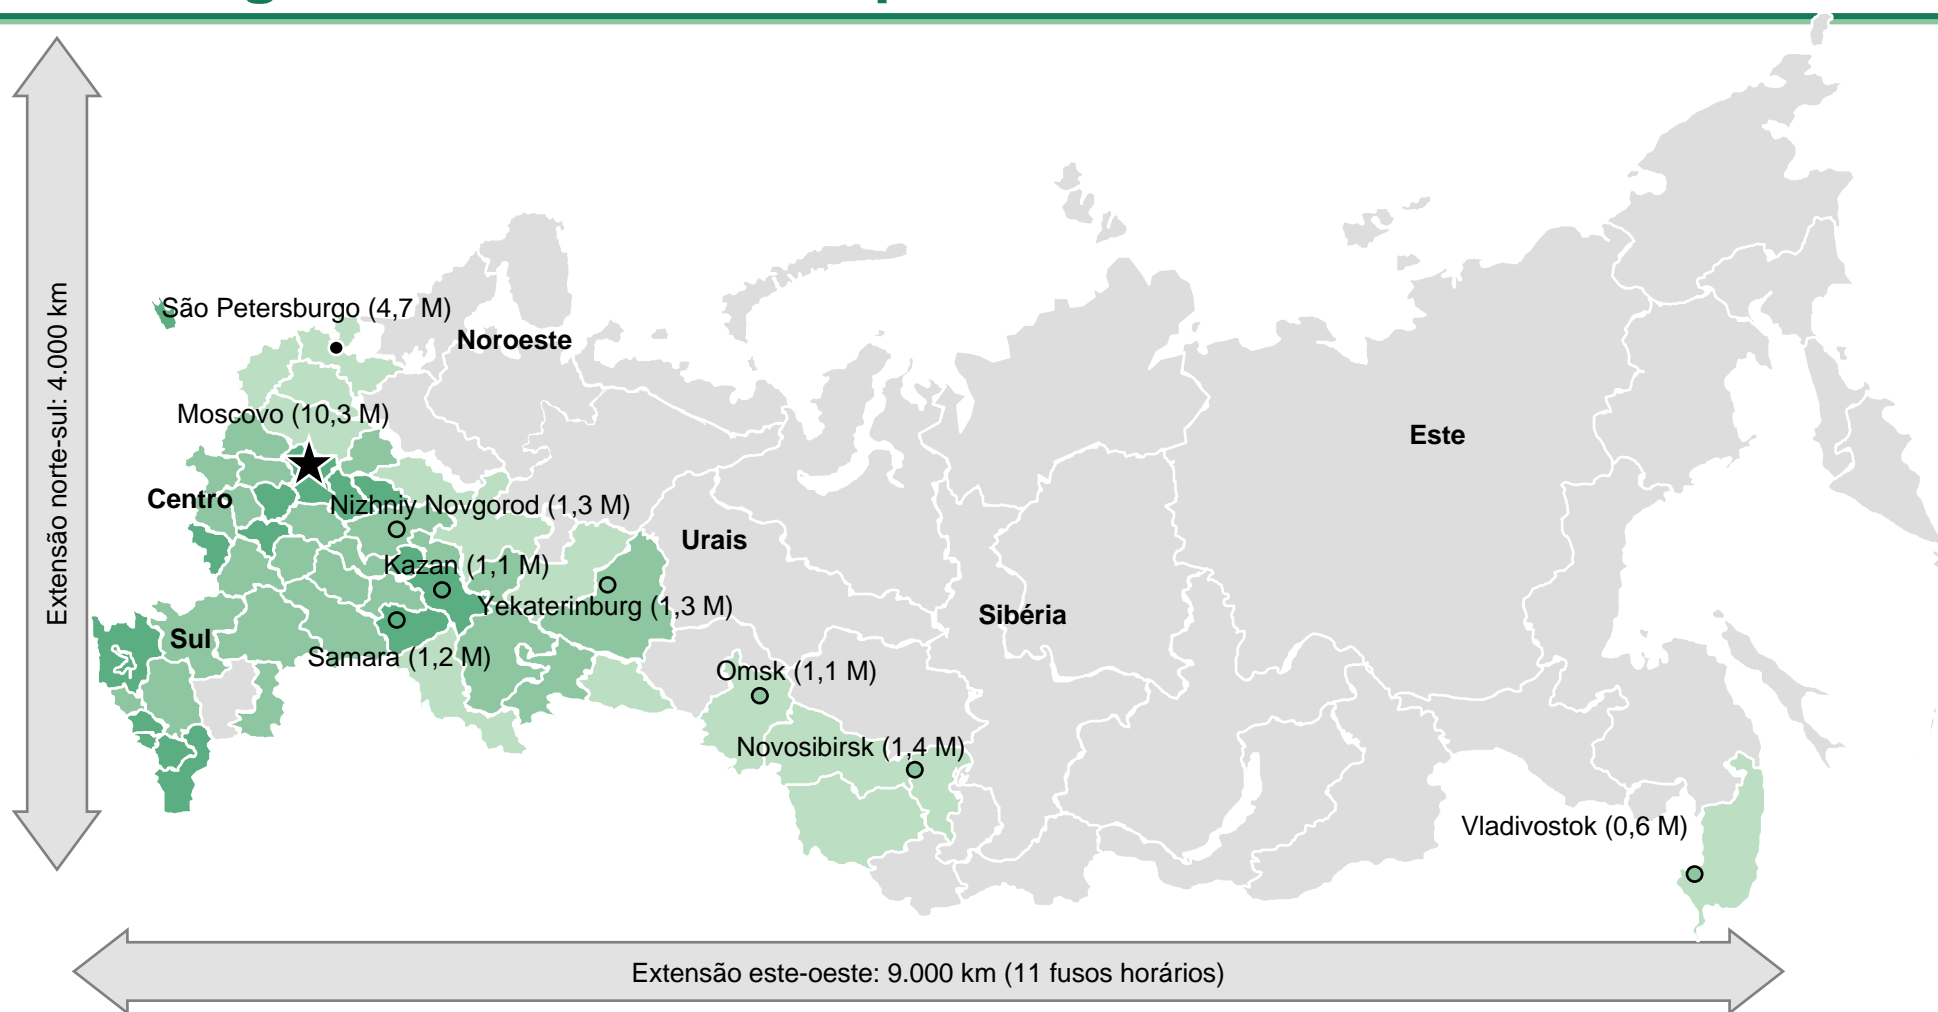 Extensão norte-sul: 4.000 km
São Petersburgo (4,7 M)
Noroeste
Moscovo (10,3 M)
Este
Centro
Nizhniy Novgorod (1,3 M)
Urais
Kazan (1,1 M)
Yekaterinburg (1,3 M)
Sibéria
Sul
Samara (1,2 M)
Omsk (1,1 M)
Novosibirsk (1,4 M)
Vladivostok (0,6 M)
Extensão este-oeste: 9.000 km (11 fusos horários)